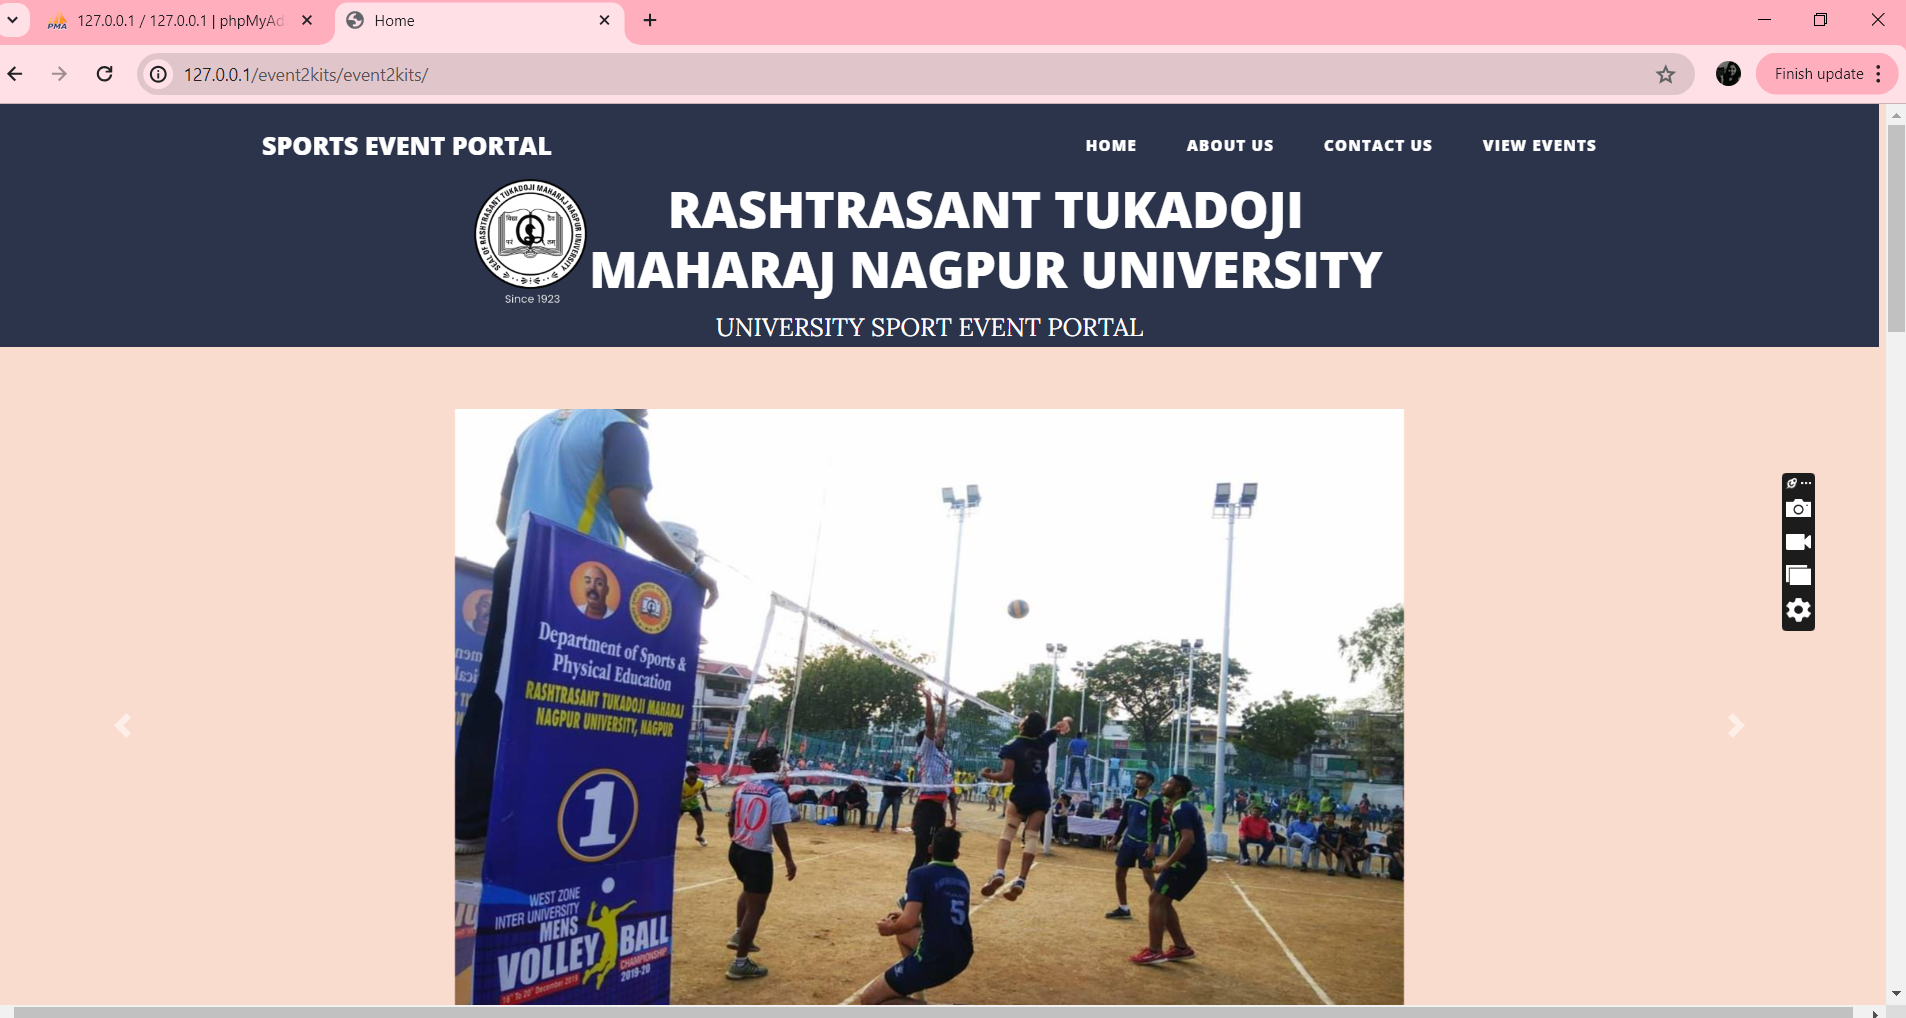 127.0.0.1 / 127.0.0.1 | phpMyAd
Home
127.0.0.1/event2kits/event2kits/
Finish update
SPORTS EVENT PORTAL
HOME
ABOUT US
CONTACT US
VIEW EVENTS
SEAL OF RASHTRASANT TUKADOJI MAHARAJ NAGPUR UNIVERSITY
Since 1923
RASHTRASANT TUKADOJI
MAHARAJ NAGPUR UNIVERSITY
UNIVERSITY SPORT EVENT PORTAL
Department of Sports &
Physical Education
RASHTRASANT TUKADOJI MAHARAJ
NAGPUR UNIVERSITY, NAGPUR
1
WEST ZONE
INTER UNIVERSITY
MENS
VOLLEY BALL
CHAMPIONSHIP
2019-20
16th To 20th December 2019
10
3
5